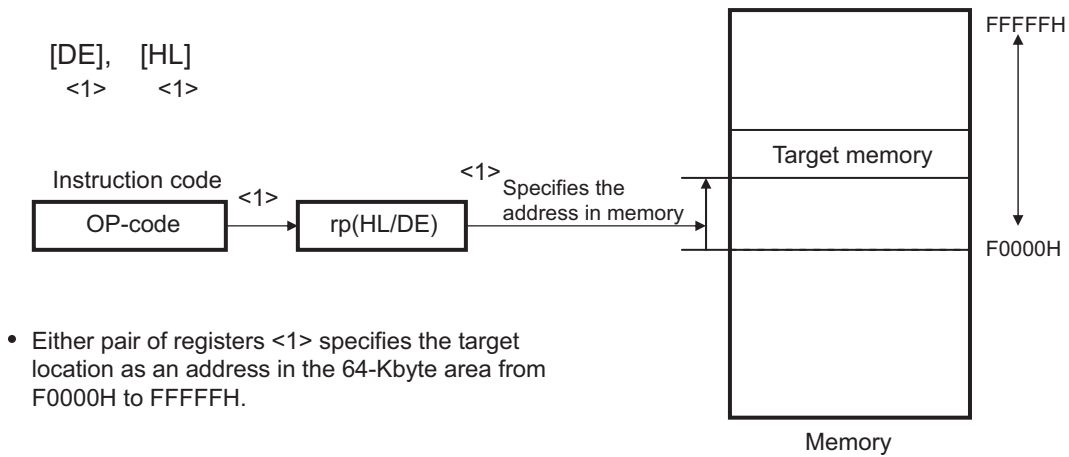 [DE], [HL]
<1> <1>
Instruction code
OP-code
<1>
rp(HL/DE)
<1>
Specifies the
address in memory
Target memory
FFFFFH
F0000H
Memory
• Either pair of registers <1> specifies the target
location as an address in the 64-Kbyte area from
F0000H to FFFFFH.